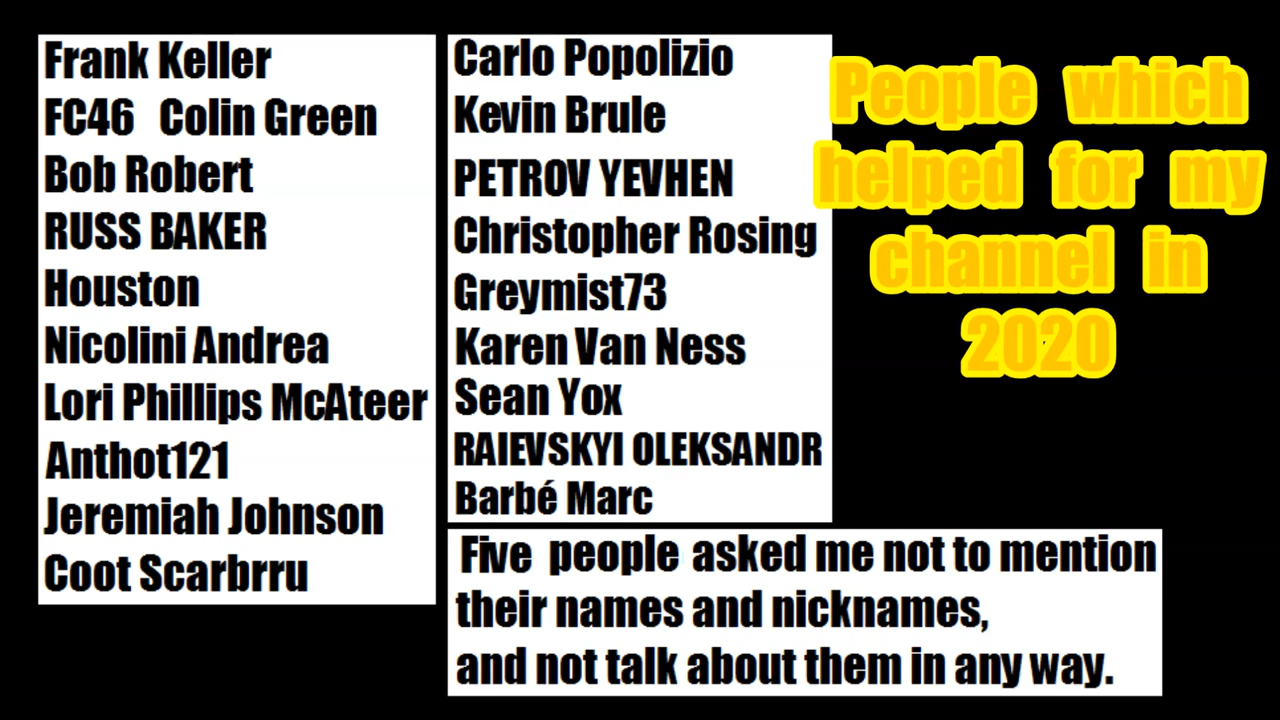 Frank Keller
FC46 Colin Green
Bob Robert
RUSS BAKER
Houston
Nicolini Andrea
Lori Phillips McAteer
Anthot121
Jeremiah Johnson
Coot Scarbrru
Carlo Popolizio
Kevin Brule
PETROV YEVHEN
Christopher Rosing
Greymist73
Karen Van Ness
Sean Yox
RAIEVSKYI OLEKSANDR
Barbé Marc
People which
helped for my
channel in
2020
Five people asked me not to mention
their names and nicknames,
and not talk about them in any way.